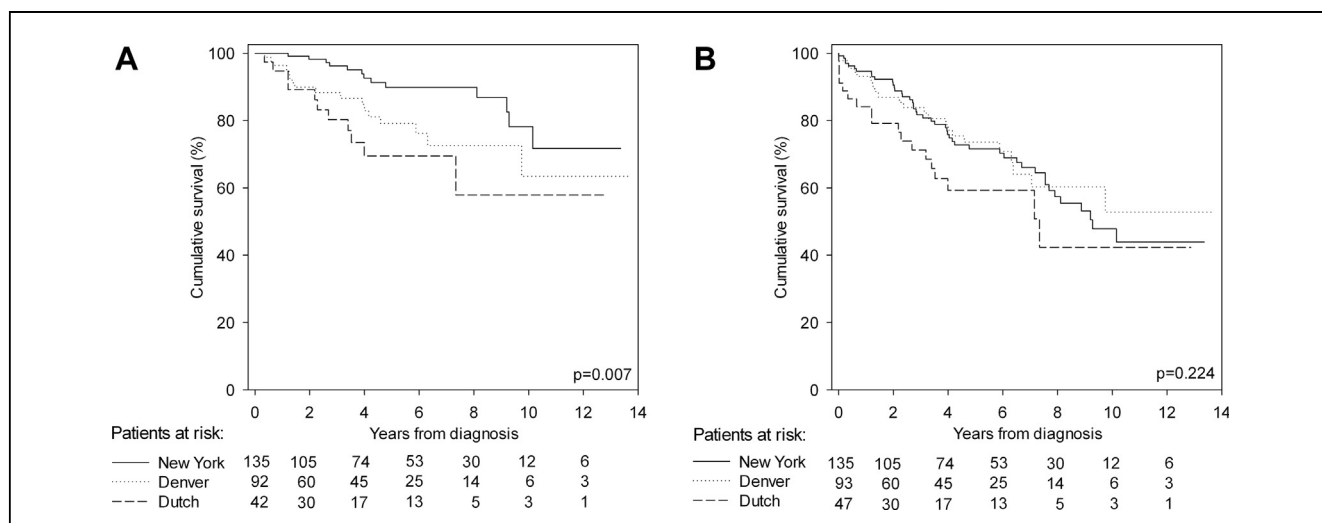 A
100
80
60
40
20
0
Cumulative survival (%)
p=0.007
0 2 4 6 8 10 12 14
Years from diagnosis
Patients at risk:
New York 135 105 74 53 30 12 6
Denver 92 60 45 25 14 6 3
Dutch 42 30 17 13 5 3 1
B
100
80
60
40
20
0
Cumulative survival (%)
p=0.224
0 2 4 6 8 10 12 14
Years from diagnosis
Patients at risk:
New York 135 105 74 53 30 12 6
Denver 93 60 45 25 14 6 3
Dutch 47 30 17 13 5 3 1